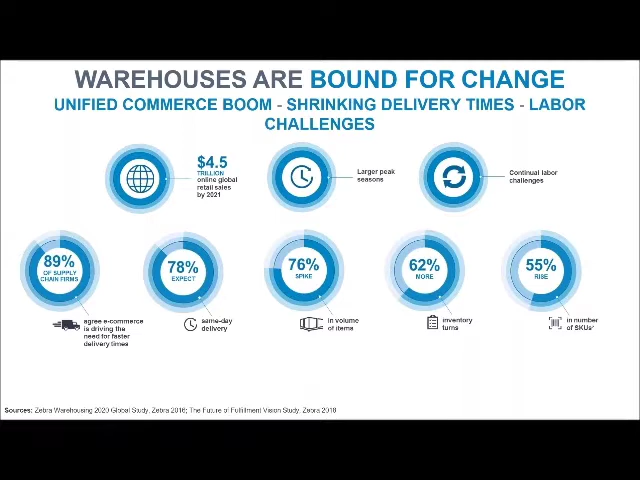 WAREHOUSES ARE BOUND FOR CHANGE
UNIFIED COMMERCE BOOM - SHRINKING DELIVERY TIMES - LABOR
CHALLENGES
$4.5
TRILLION
online global
retail sales
by 2021
Larger peak
seasons
Continual labor
challenges
89%
OF SUPPLY
CHAIN FIRMS
agree e-commerce
is driving the
need for faster
delivery times
78%
EXPECT
same-day
delivery
76%
SPIKE
in volume
of items
62%
MORE
inventory
turns
55%
RISE
in number
of SKUs
Sources: Zebra Warehousing 2020 Global Study, Zebra 2016; The Future of Fulfillment Vision Study, Zebra 2018